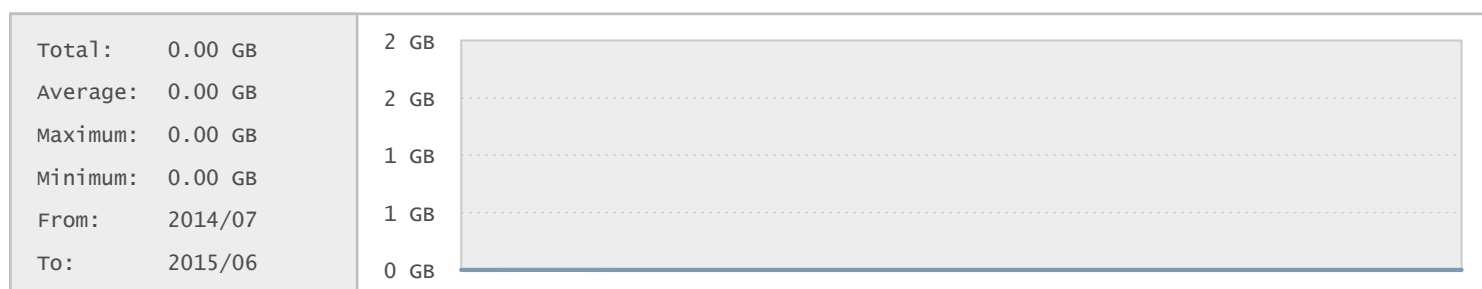 Total: 0.00 GB
Average: 0.00 GB
Maximum: 0.00 GB
Minimum: 0.00 GB
From: 2014/07
To: 2015/06
2 GB
2 GB
1 GB
1 GB
0 GB